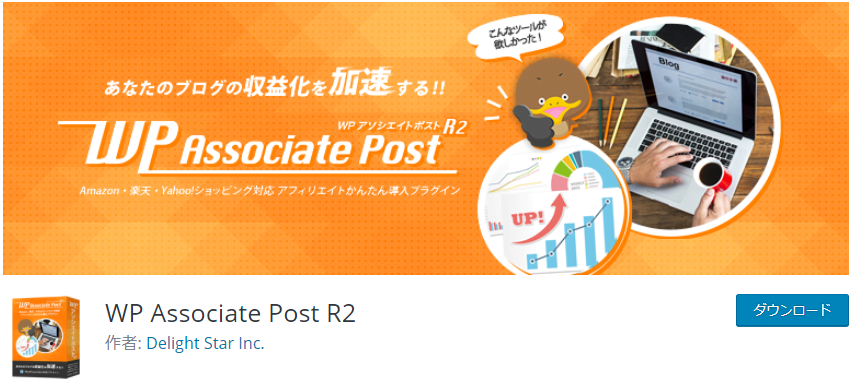 こんなツールが
欲しかった！
あなたのブログの収益化を加速する!!
WP アソシエイトポスト R2
WP Associate Post
Amazon・楽天・Yahoo!ショッピング対応 アフィリエイトかんたん導入プラグイン
Blog
UP!
WP Associate Post
WP Associate Post R2
作者: Delight Star Inc.
ダウンロード